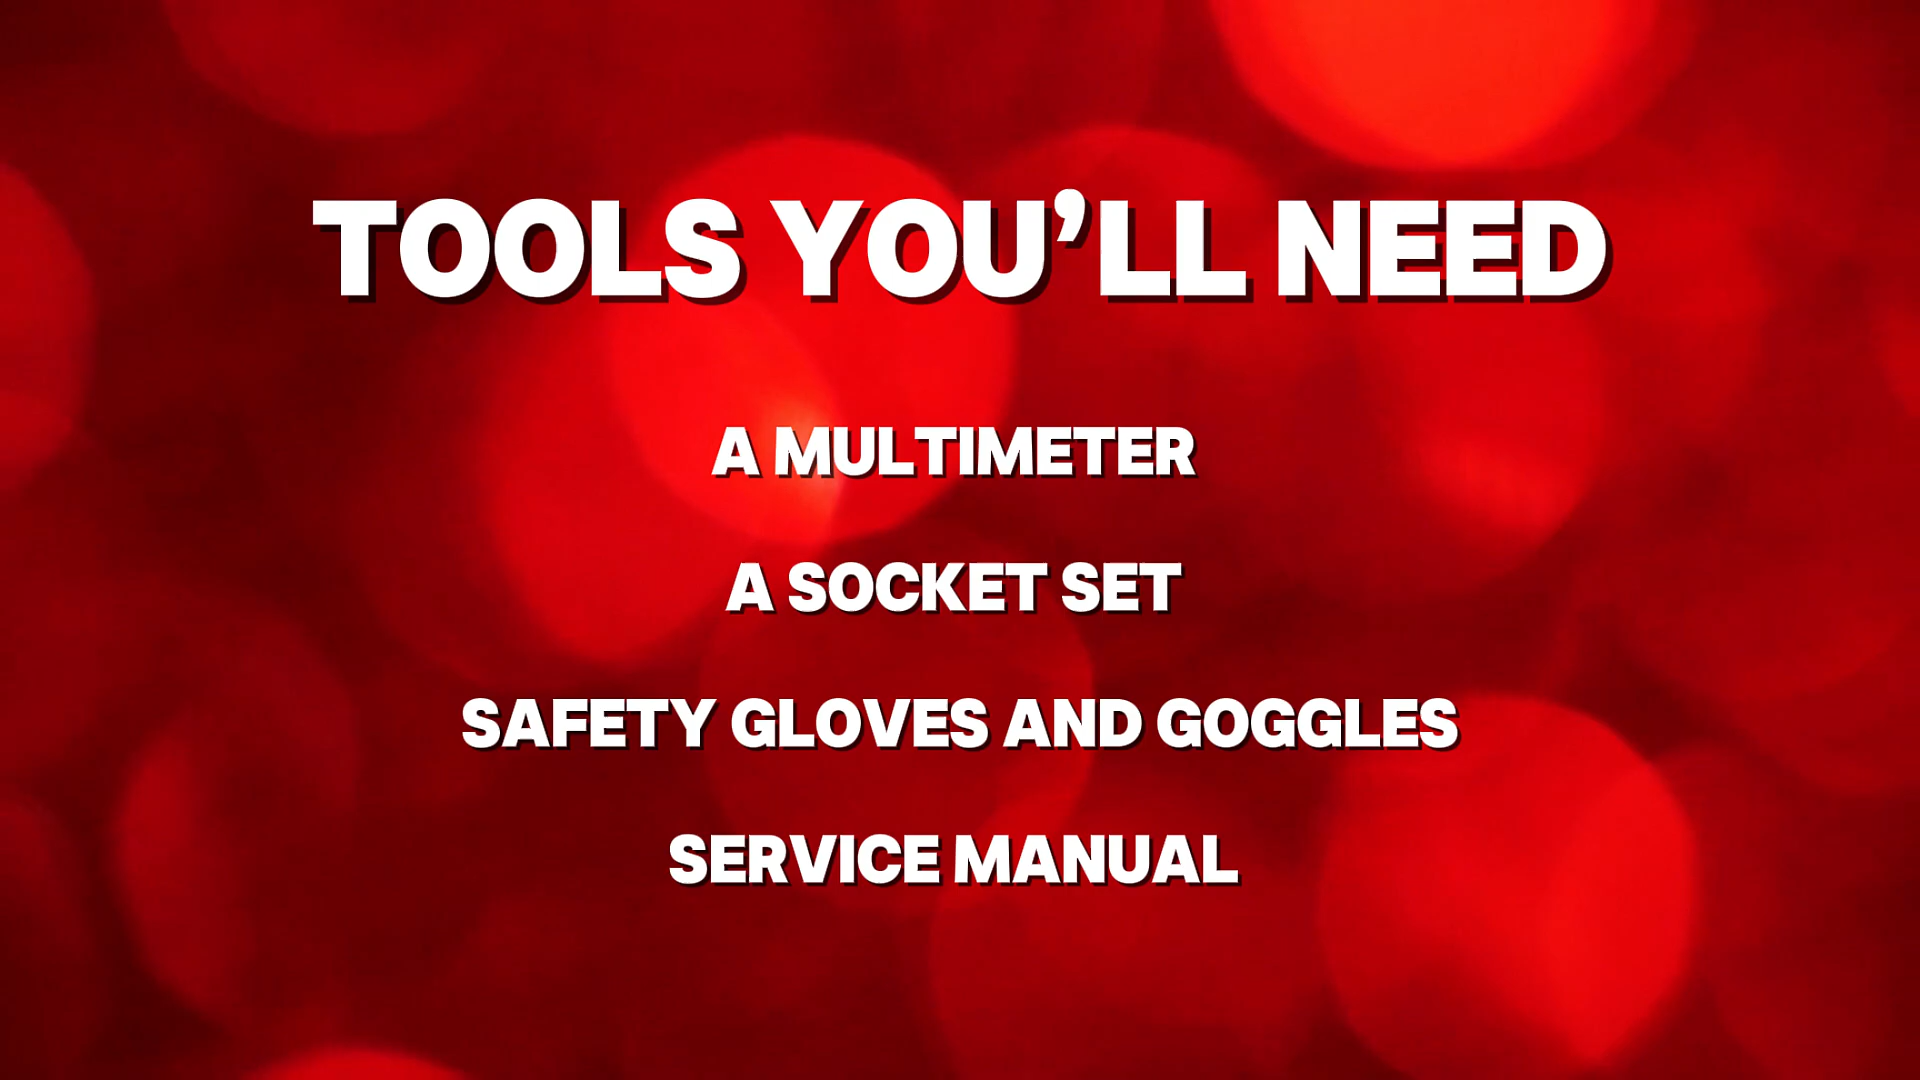 TOOLS YOU’LL NEED
A MULTIMETER
A SOCKET SET
SAFETY GLOVES AND GOGGLES
SERVICE MANUAL